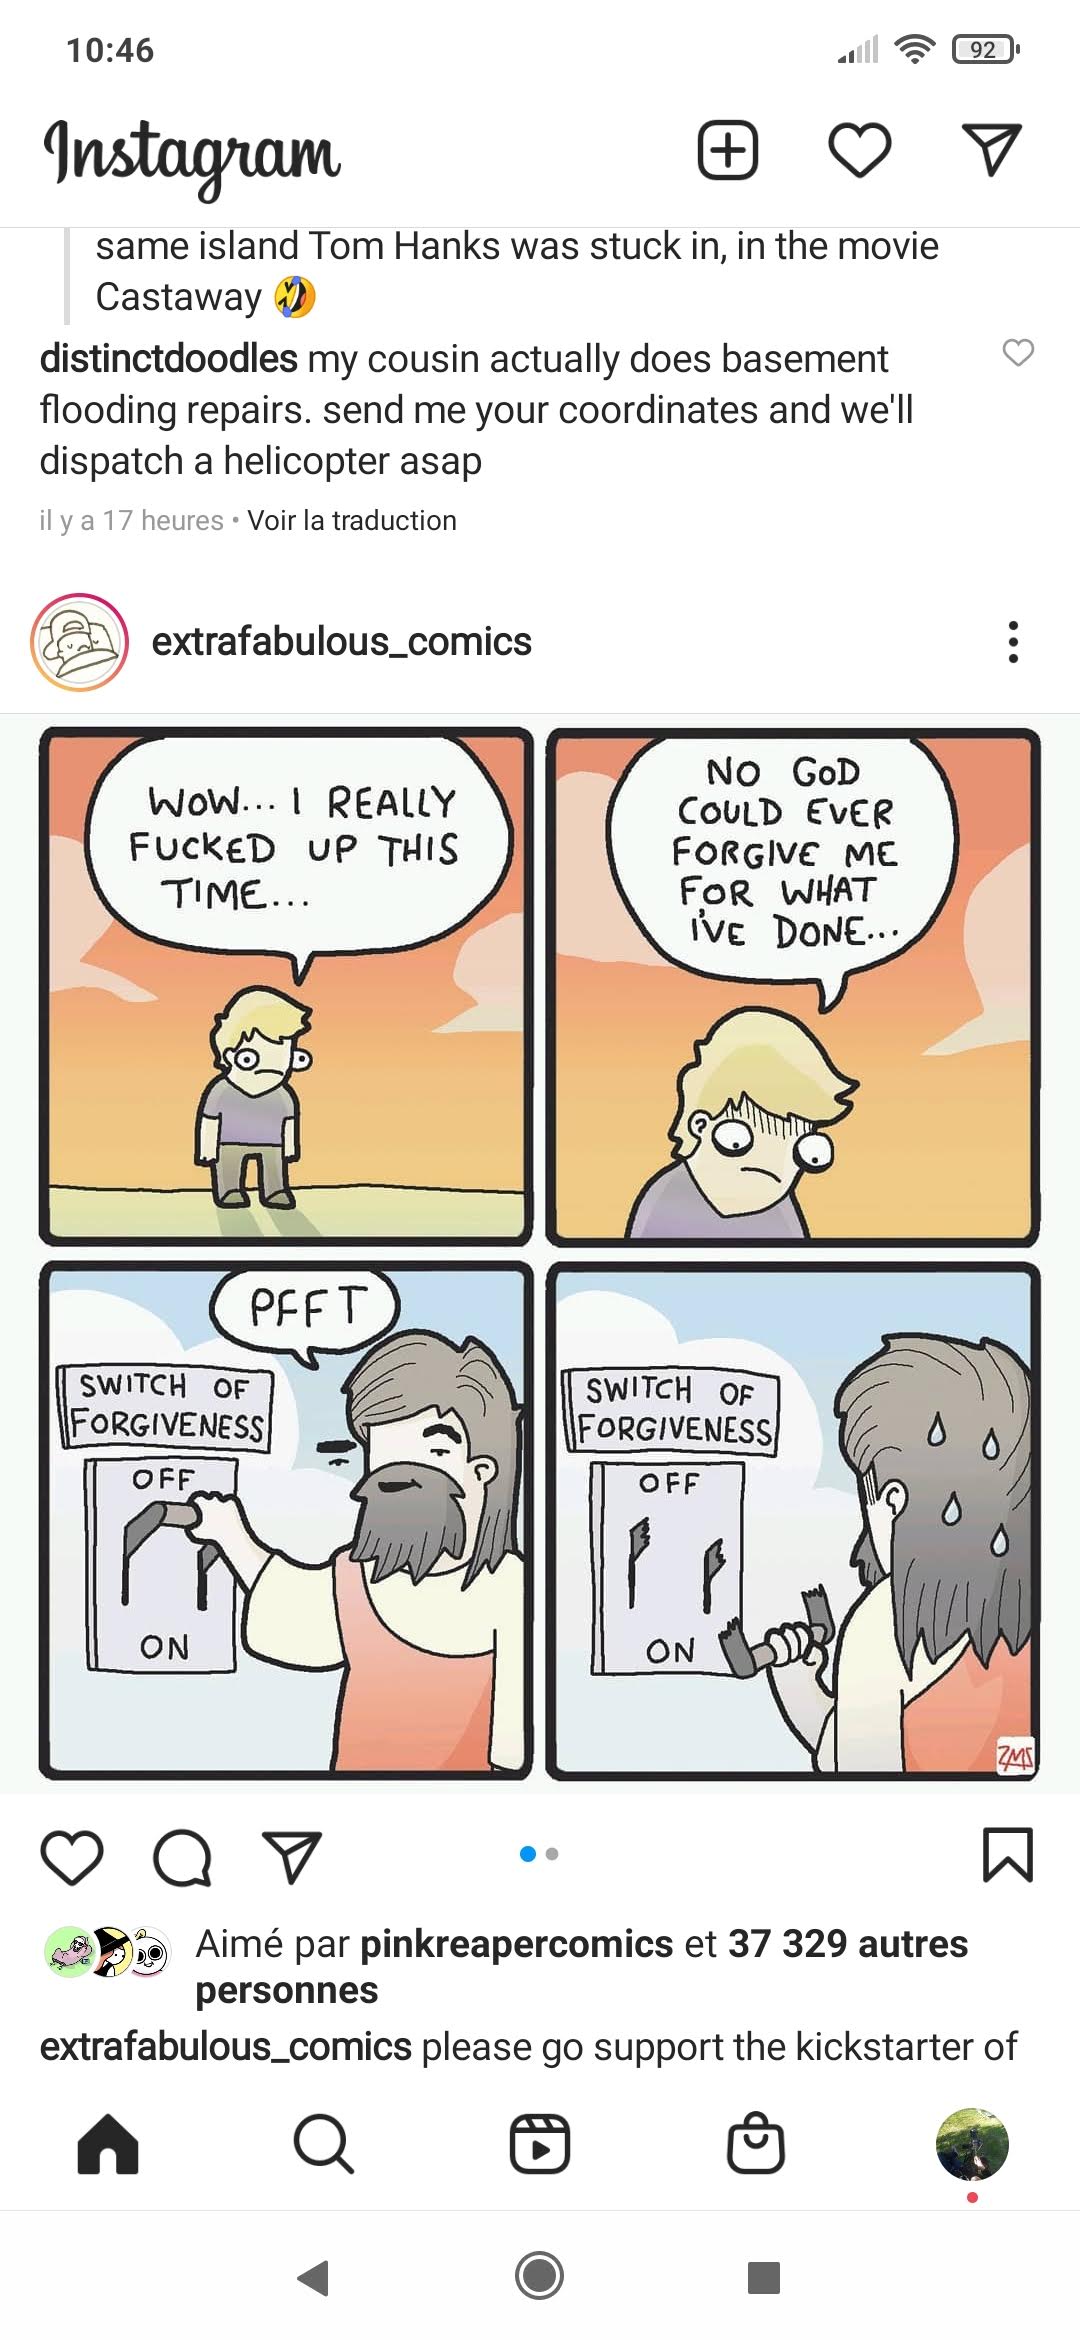 10:46
92
Instagram
same island Tom Hanks was stuck in, in the movie
Castaway 🤣
distinctdoodles my cousin actually does basement
flooding repairs. send me your coordinates and we'll
dispatch a helicopter asap
il y a 17 heures • Voir la traduction
extrafabulous_comics
WOW... I REALLY
FUCKED UP THIS
TIME...
NO GOD
COULD EVER
FORGIVE ME
FOR WHAT
I'VE DONE...
PFFT
SWITCH OF
FORGIVENESS
OFF
ON
SWITCH OF
FORGIVENESS
OFF
ON
ZMS
Aimé par pinkreapercomics et 37 329 autres
personnes
extrafabulous_comics please go support the kickstarter of